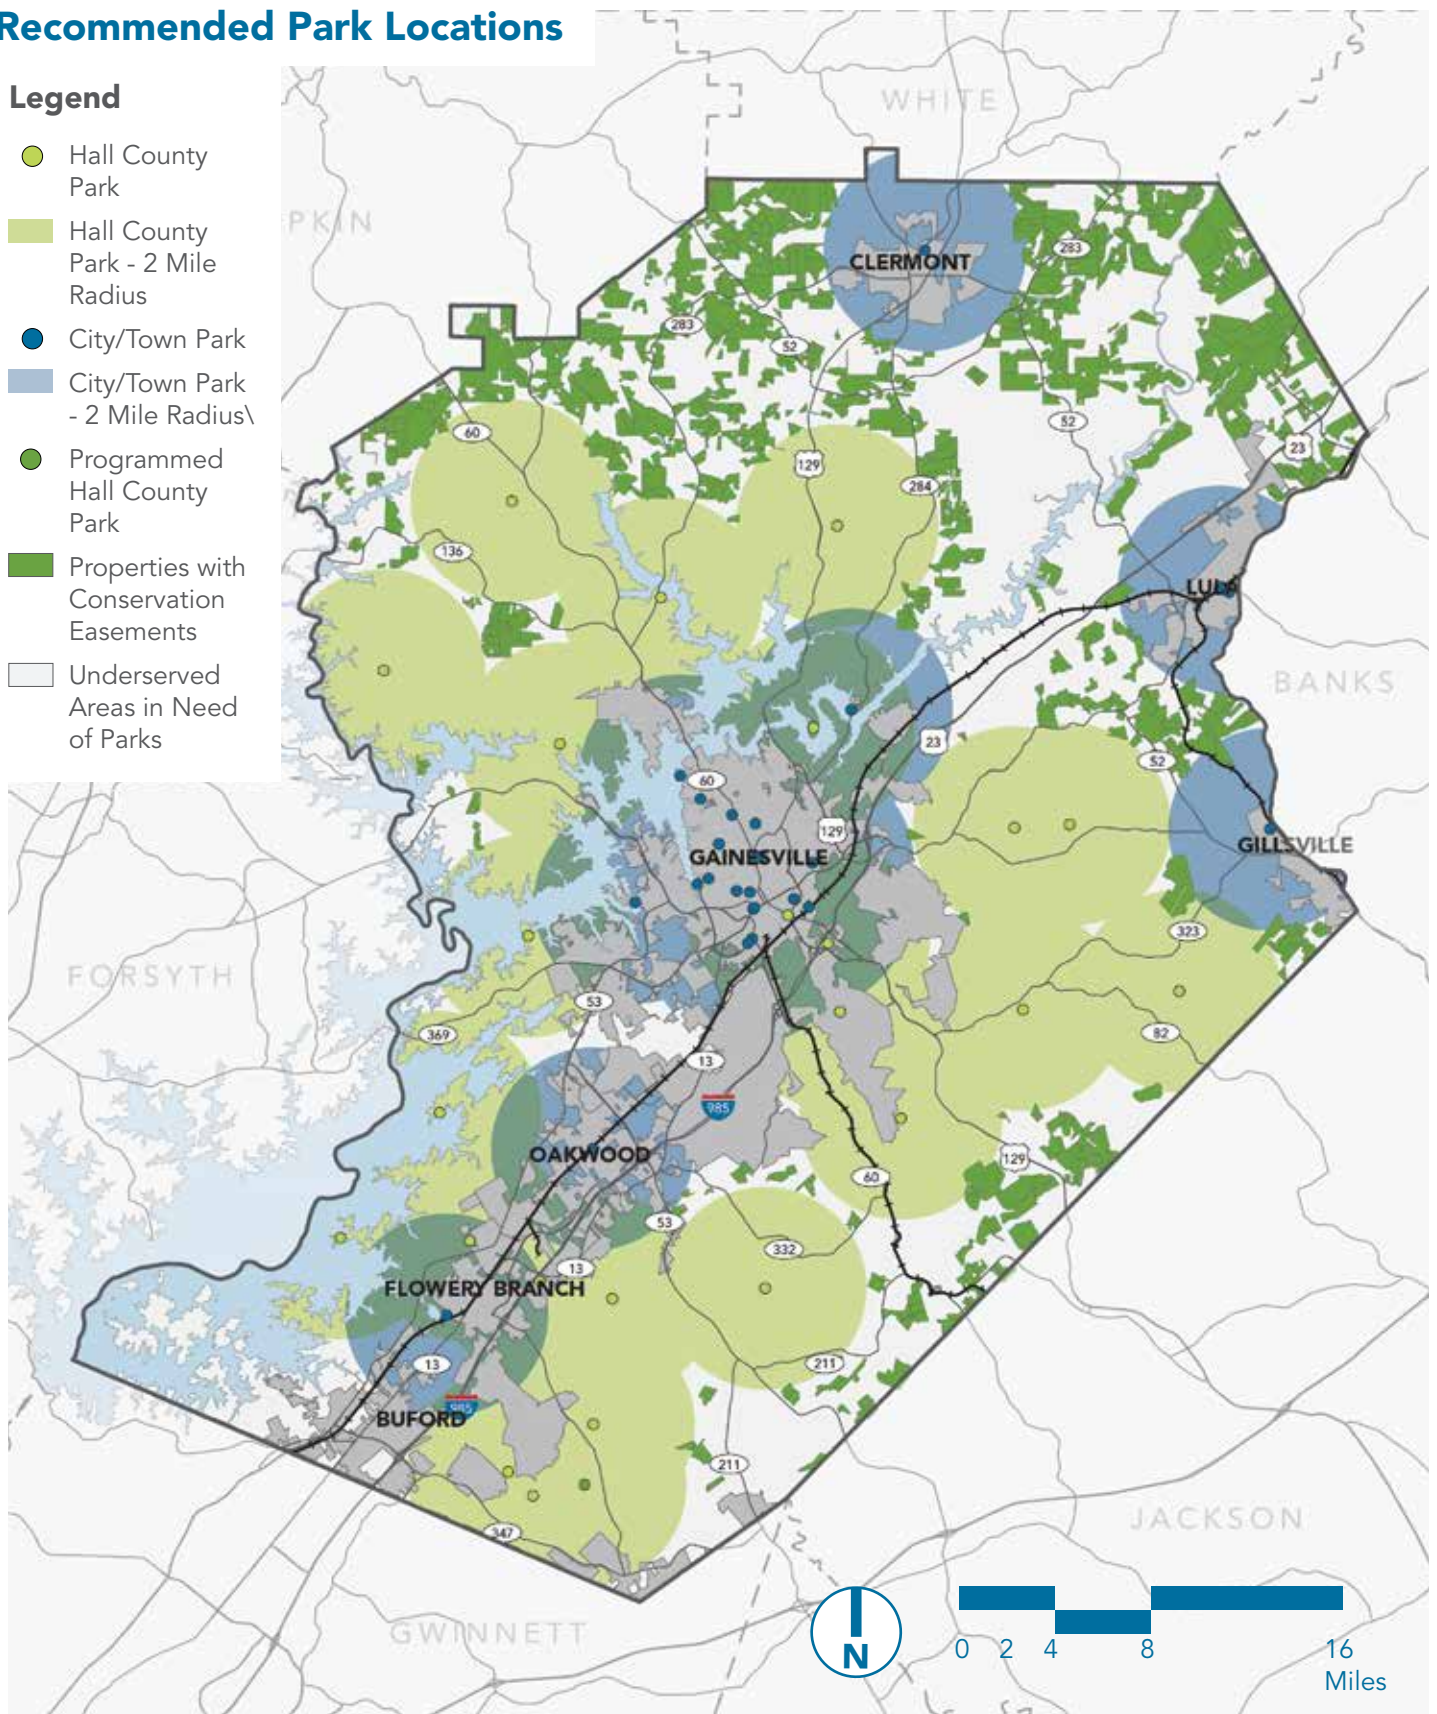 Recommended Park Locations
Legend
Hall County
Park
Hall County
Park - 2 Mile
Radius
City/Town Park
City/Town Park
- 2 Mile Radius\
Programmed
Hall County
Park
Properties with
Conservation
Easements
Underserved
Areas in Need
of Parks
WHITE
PKIN
CLERMONT
283
283
52
60
129
52
23
284
136
LULA
BANKS
23
52
60
129
GAINESVILLE
GILLSVILLE
323
FORSYTH
53
369
82
13
985
OAKWOOD
129
60
53
332
13
FLOWERY BRANCH
13
211
985
BUFORD
211
347
JACKSON
GWINNETT
N
0 2 4 8 16
Miles